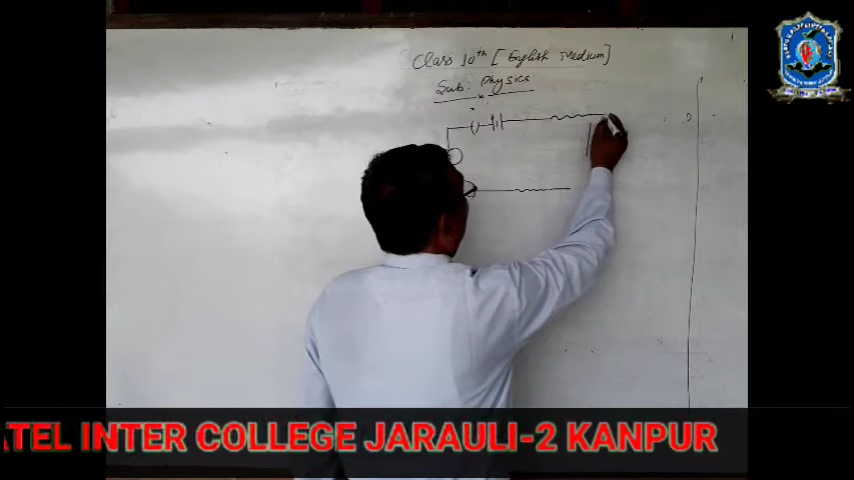 Class 10th [English Medium]
Sub: Physics
ATEL INTER COLLEGE JARAULI-2 KANPUR